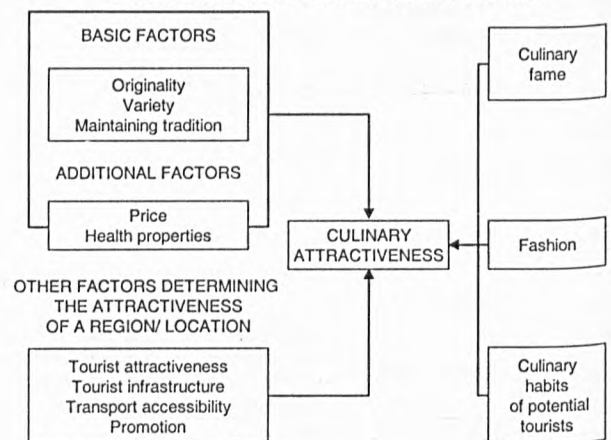 BASIC FACTORS
Originality
Variety
Maintaining tradition
ADDITIONAL FACTORS
Price
Health properties
OTHER FACTORS DETERMINING
THE ATTRACTIVENESS
OF A REGION/ LOCATION
Tourist attractiveness
Tourist infrastructure
Transport accessibility
Promotion
CULINARY
ATTRACTIVENESS
Culinary
fame
Fashion
Culinary
habits
of potential
tourists